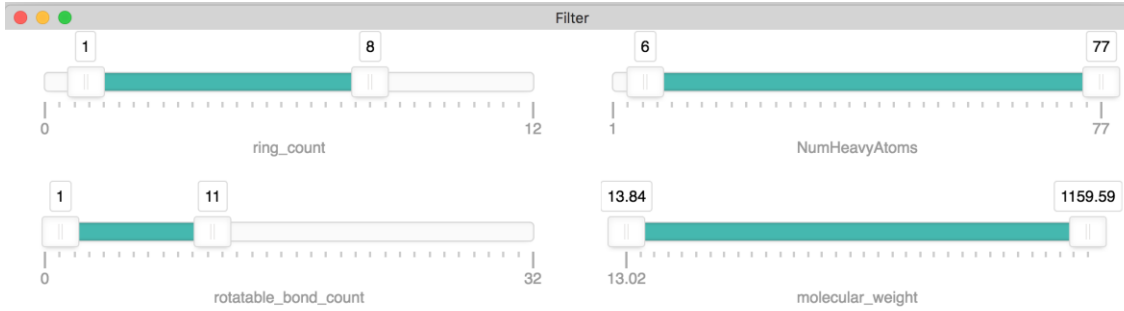 Filter
1 8
0 12
ring_count
6 77
1 77
NumHeavyAtoms
1 11
0 32
rotatable_bond_count
13.84 1159.59
13.02
molecular_weight